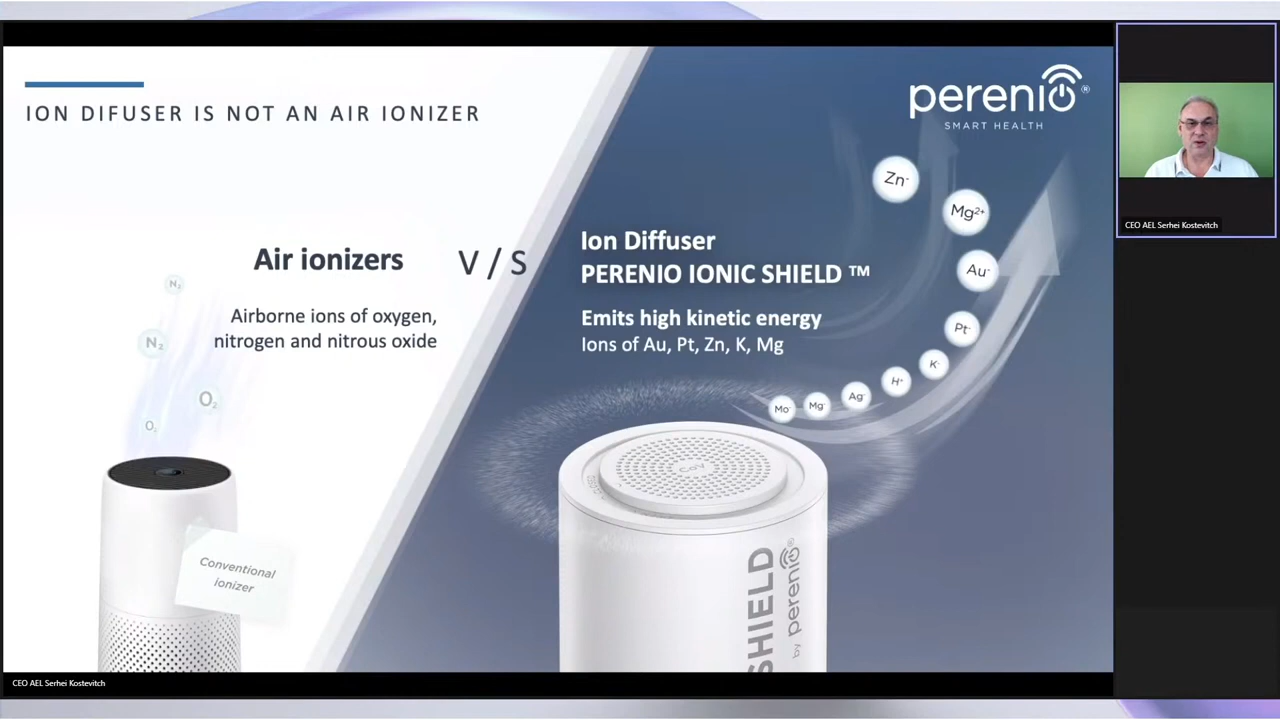 ION DIFUSER IS NOT AN AIR IONIZER
perenio®
SMART HEALTH
Air ionizers
V / S
Airborne ions of oxygen,
nitrogen and nitrous oxide
Ion Diffuser
PERENIO IONIC SHIELD ™
Emits high kinetic energy
Ions of Au, Pt, Zn, K, Mg
N₂
N₂
O₂
O₂
Conventional
ionizer
Zn⁻
Mg²⁺
Au⁻
Pt⁻
K⁻
H⁺
Ag⁻
Mg⁻
Mo⁻
SHIELD
by perenio®
CEO AEL Serhei Kostevitch
CEO AEL Serhei Kostevitch